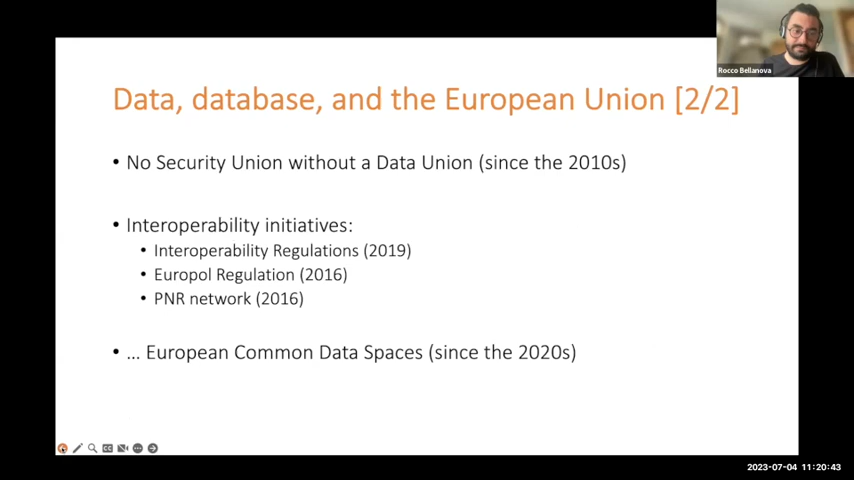 Rocco Bellanova
Data, database, and the European Union [2/2]
• No Security Union without a Data Union (since the 2010s)
• Interoperability initiatives:
• Interoperability Regulations (2019)
• Europol Regulation (2016)
• PNR network (2016)
• ... European Common Data Spaces (since the 2020s)
CC
2023-07-04 11:20:43